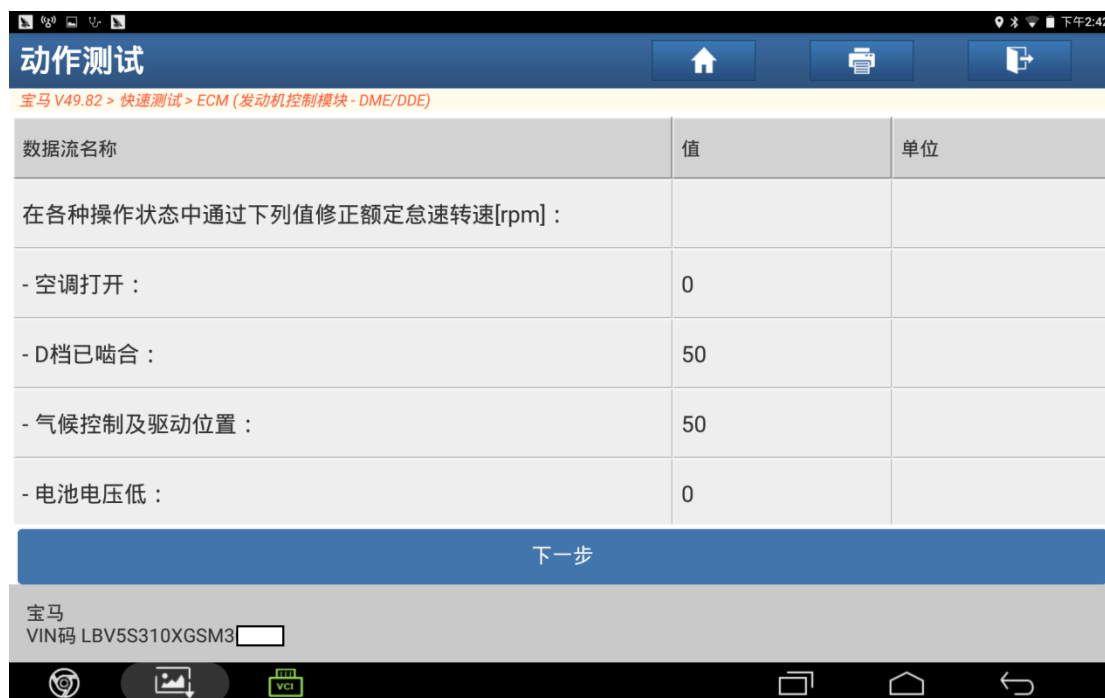 下午2:42
动作测试
宝马 V49.82 > 快速测试 > ECM (发动机控制模块 - DME/DDE)
数据流名称 值 单位
在各种操作状态中通过下列值修正额定怠速转速[rpm]：
- 空调打开： 0
- D档已啮合： 50
- 气候控制及驱动位置： 50
- 电池电压低： 0
下一步
宝马
VIN码 LBV5S310XGSM3
VCI